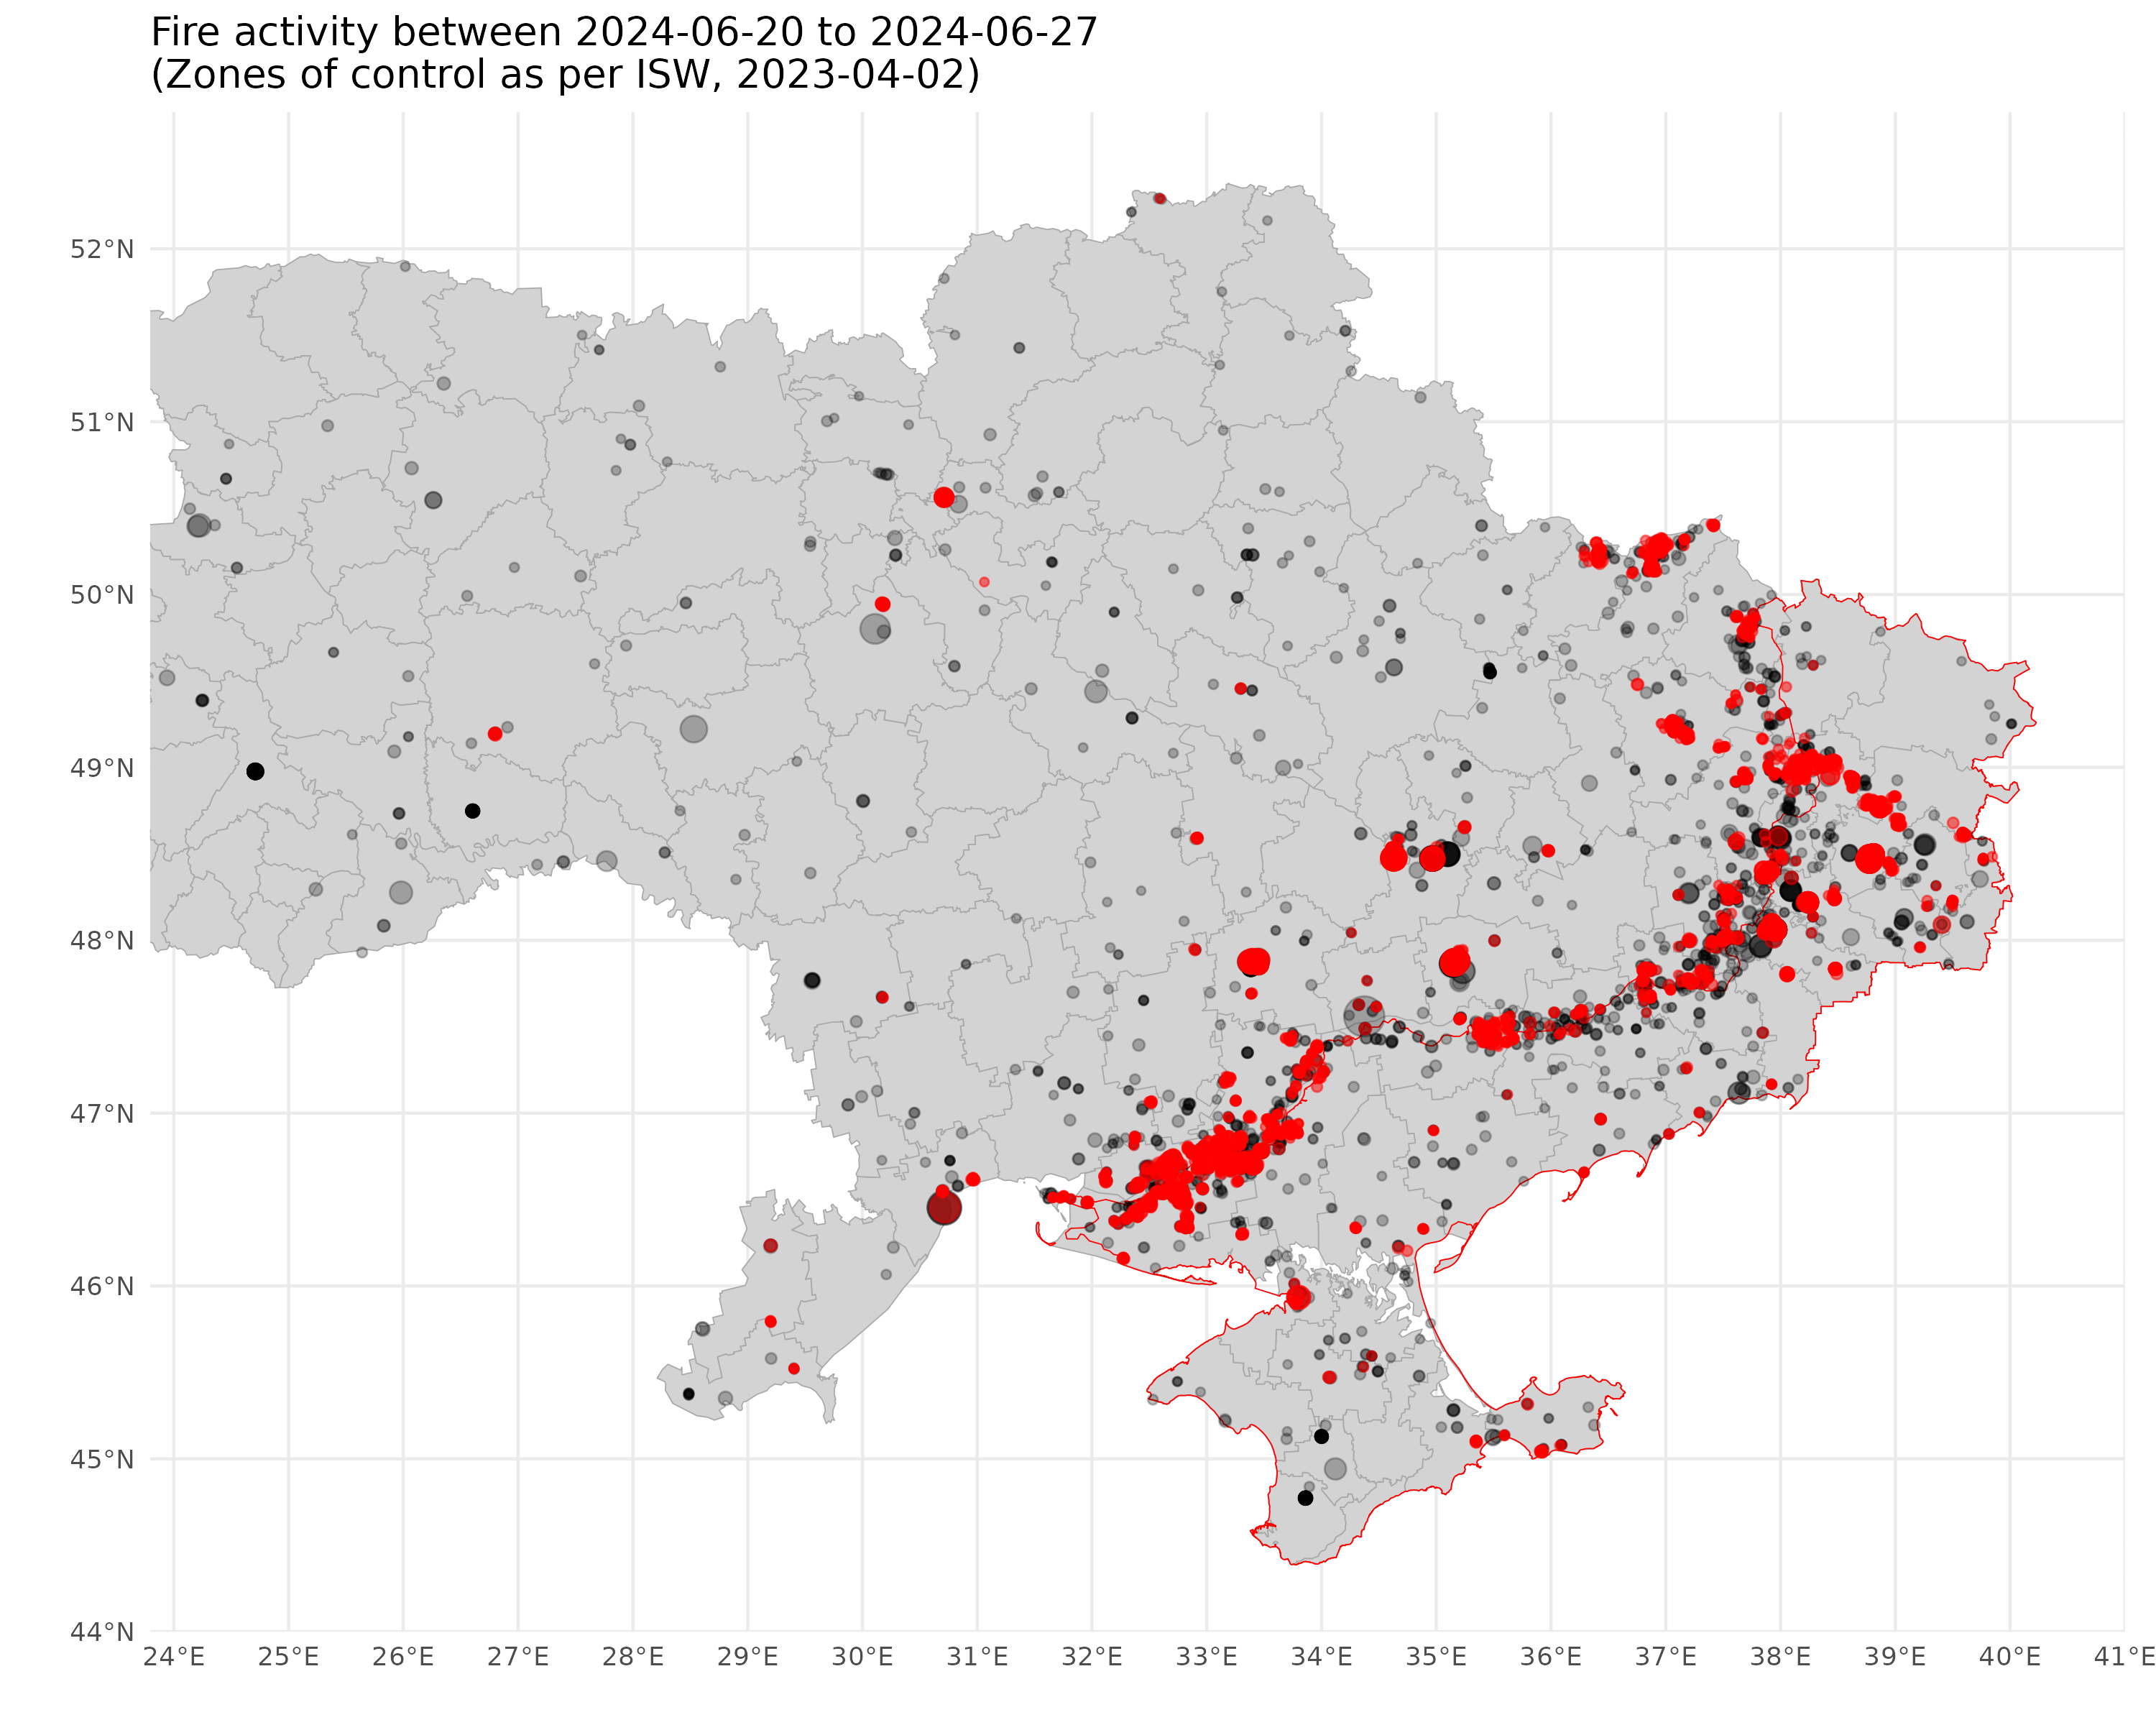 Fire activity between 2024-06-20 to 2024-06-27
(Zones of control as per ISW, 2023-04-02)
52°N
51°N
50°N
49°N
48°N
47°N
46°N
45°N
44°N
24°E 25°E 26°E 27°E 28°E 29°E 30°E 31°E 32°E 33°E 34°E 35°E 36°E 37°E 38°E 39°E 40°E 41°E